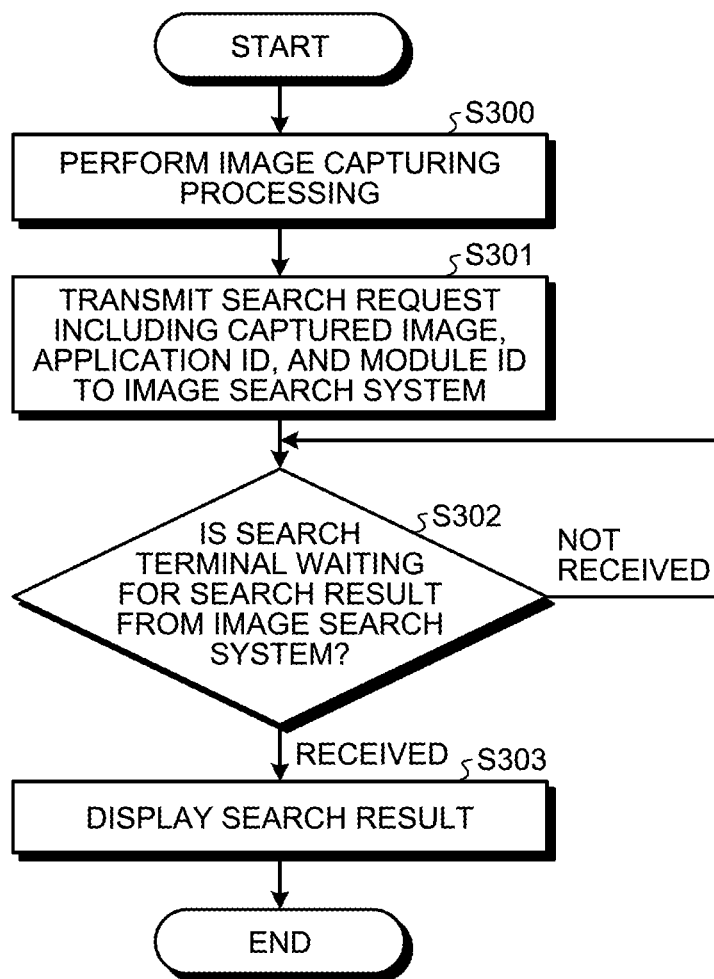 START
S300
PERFORM IMAGE CAPTURING
PROCESSING
S301
TRANSMIT SEARCH REQUEST
INCLUDING CAPTURED IMAGE,
APPLICATION ID, AND MODULE ID
TO IMAGE SEARCH SYSTEM
S302
IS SEARCH
TERMINAL WAITING
FOR SEARCH RESULT
FROM IMAGE SEARCH
SYSTEM?
NOT
RECEIVED
RECEIVED
S303
DISPLAY SEARCH RESULT
END